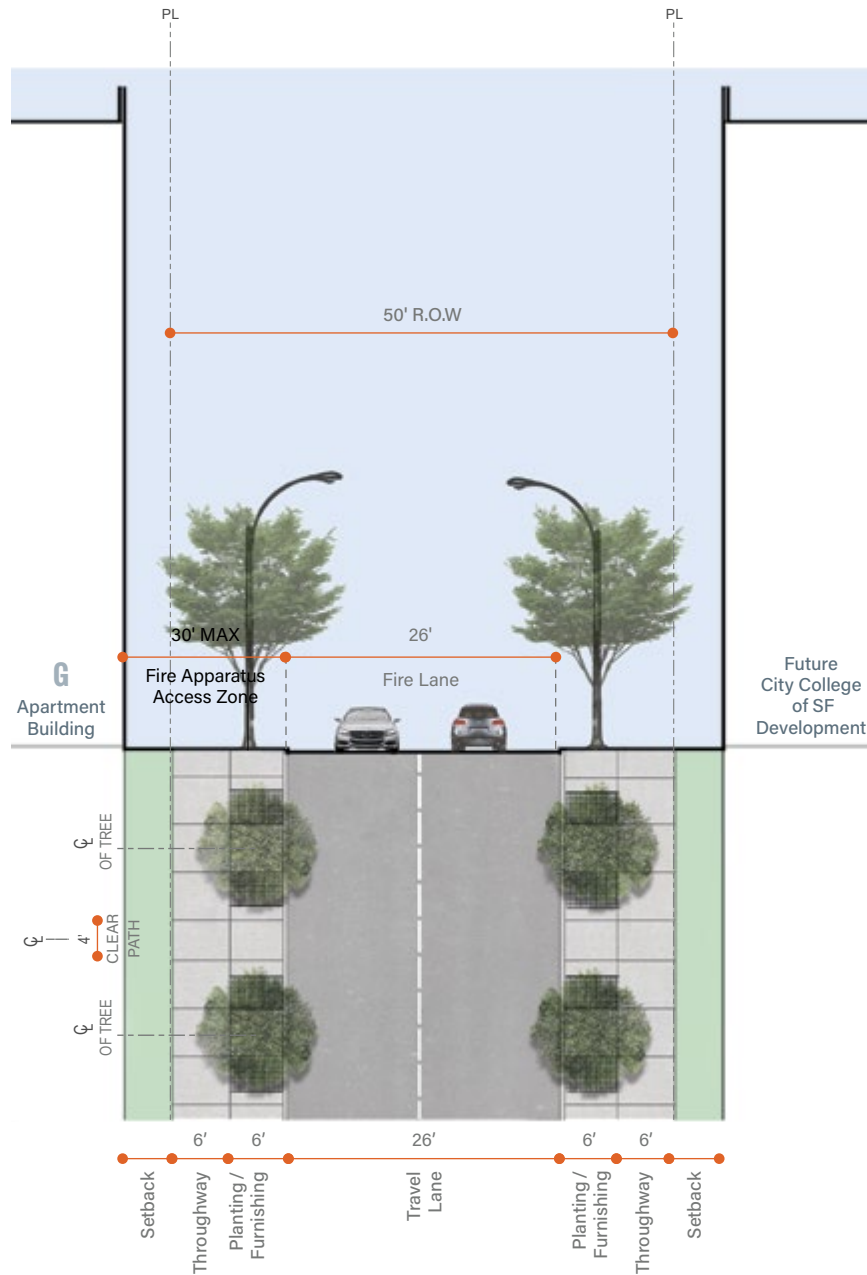 PL
PL
50' R.O.W
30' MAX
26'
Fire Apparatus
Access Zone
Fire Lane
G
Apartment
Building
Future
City College
of SF
Development
℄
OF TREE
℄
4'
CLEAR
PATH
℄
OF TREE
6'
6'
26'
6'
6'
Setback
Throughway
Planting /
Furnishing
Travel
Lane
Planting /
Furnishing
Throughway
Setback